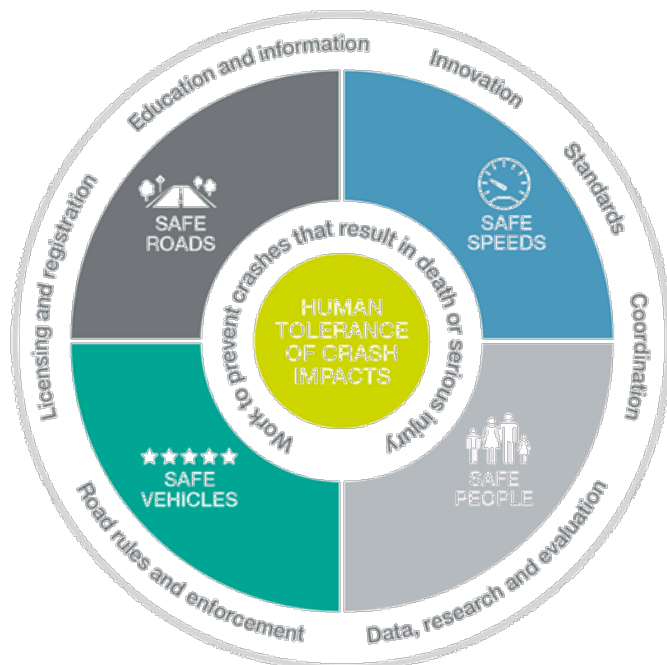 Education and information
Innovation
Standards
Coordination
Data, research and evaluation
Road rules and enforcement
Licensing and registration
SAFE
ROADS
SAFE
SPEEDS
SAFE
PEOPLE
SAFE
VEHICLES
Work to prevent crashes that result in death or serious injury
HUMAN
TOLERANCE
OF CRASH
IMPACTS